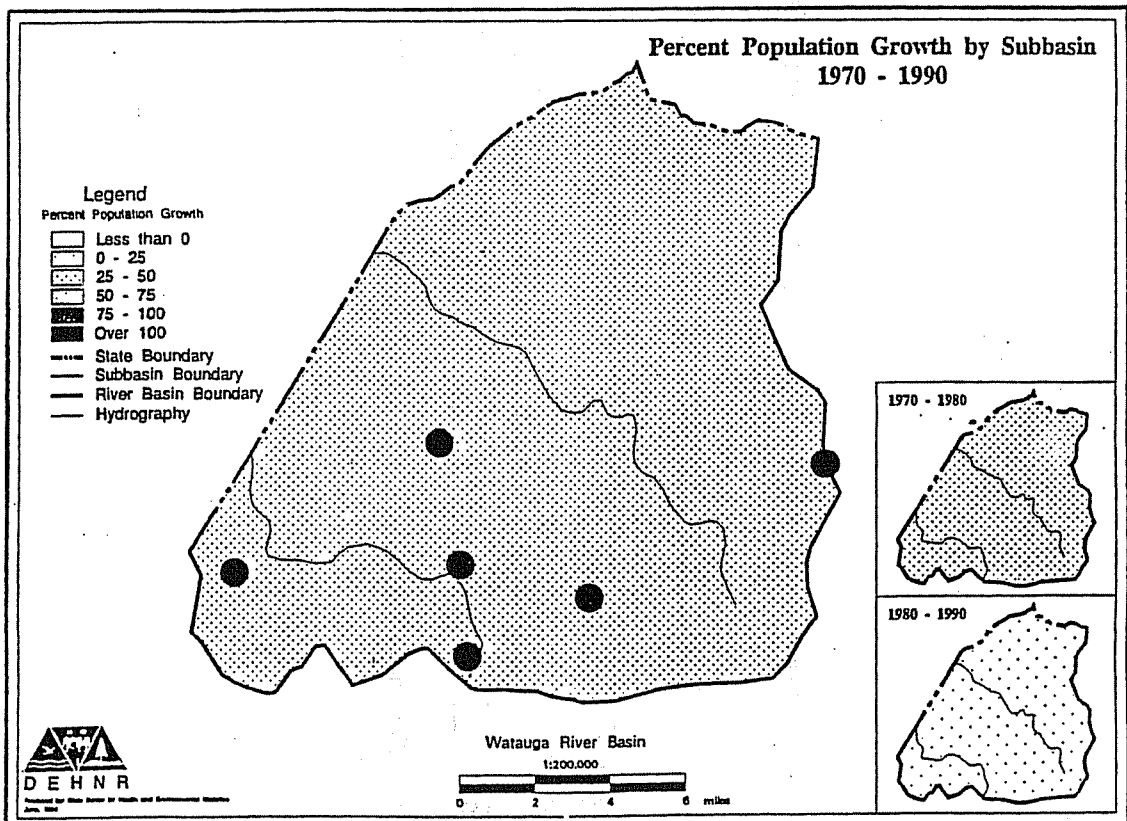 Percent Population Growth by Subbasin
1970 - 1990
Legend
Percent Population Growth
Less than 0
0 - 25
25 - 50
50 - 75
75 - 100
Over 100
State Boundary
Subbasin Boundary
River Basin Boundary
Hydrography
1970 - 1980
1980 - 1990
Watauga River Basin
1:200,000
0 2 4 6 miles
DEHNR